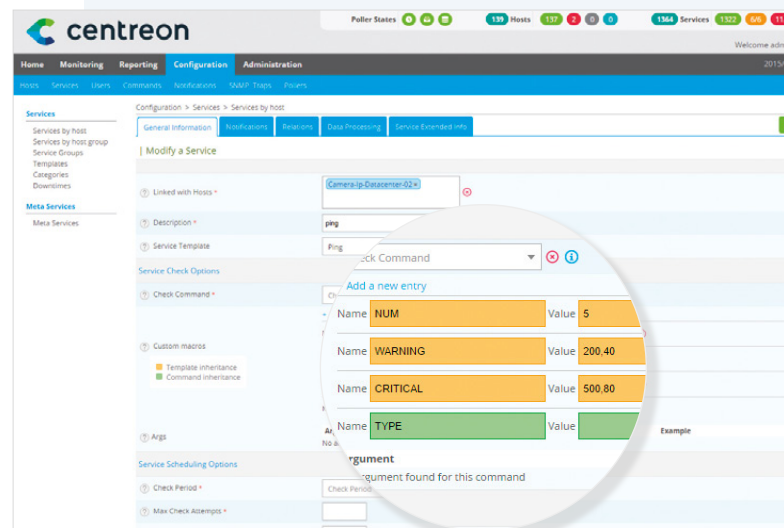 centreon
Poller States 139 Hosts 137 2 0 0 1364 Services 1322 6/6
Welcome
Home Monitoring Reporting Configuration Administration
Hosts Services Users Commands Notifications SNMP Traps Pollers
Services
Services by host
Services by host group
Service Groups
Templates
Categories
Downtimes
Meta Services
Meta Services
Configuration > Services > Services by host
General Information Notifications Relations Data Processing Service Extended Info
Modify a Service
Linked with Hosts * Camera-Ip-Datacenter-02 ×
Description * ping
Service Template Ping
Service Check Options
Check Command *
Command
Add a new entry
Name NUM Value 5
Name WARNING Value 200,40
Name CRITICAL Value 500,80
Name TYPE Value
Custom macros
Template inheritance
Command inheritance
Args Example
found for this command
Service Scheduling Options
Check Period * Check Period
Max Check Attempts *